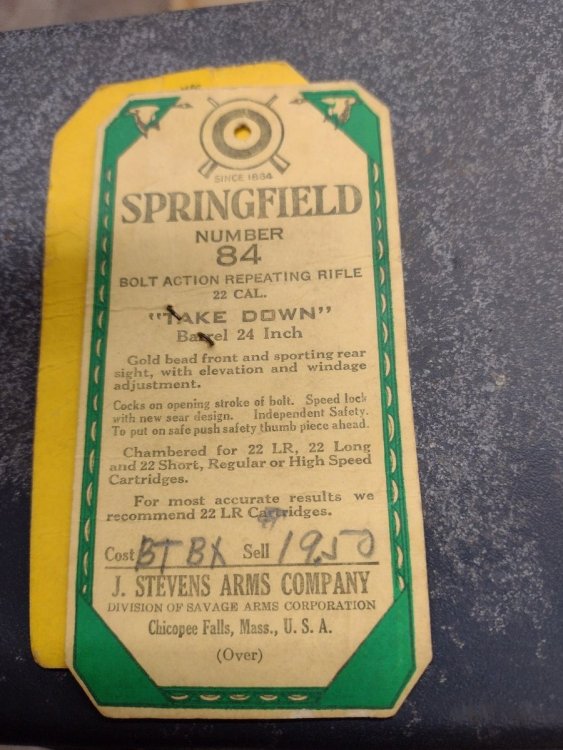 SINCE 1864
SPRINGFIELD
NUMBER
84
BOLT ACTION REPEATING RIFLE
22 CAL.
"TAKE DOWN"
Barrel 24 Inch
Gold bead front and sporting rear
sight, with elevation and windage
adjustment.
Cocks on opening stroke of bolt. Speed lock
with new sear design. Independent Safety.
To put on safe push safety thumb piece ahead.
Chambered for 22 LR, 22 Long
and 22 Short, Regular or High Speed
Cartridges.
For most accurate results we
recommend 22 LR Cartridges.
Cost BT BX Sell 19.50
J. STEVENS ARMS COMPANY
DIVISION OF SAVAGE ARMS CORPORATION
Chicopee Falls, Mass., U. S. A.
(Over)